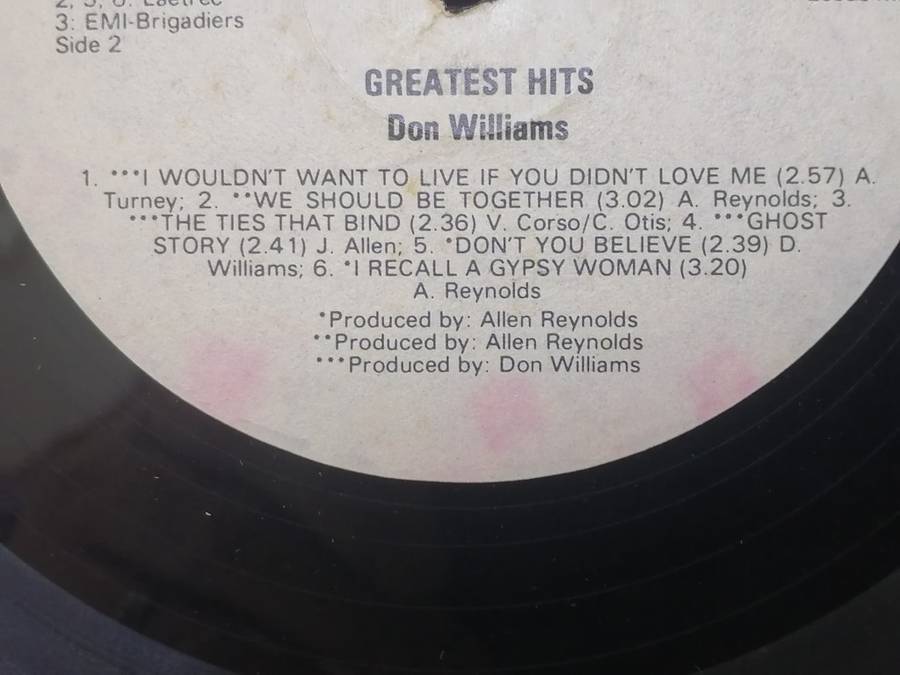 3: EMI-Brigadiers
Side 2
GREATEST HITS
Don Williams
1. ***I WOULDN'T WANT TO LIVE IF YOU DIDN'T LOVE ME (2.57) A.
Turney; 2. **WE SHOULD BE TOGETHER (3.02) A. Reynolds; 3.
***THE TIES THAT BIND (2.36) V. Corso/C. Otis; 4. ***GHOST
STORY (2.41) J. Allen; 5. *DON'T YOU BELIEVE (2.39) D.
Williams; 6. *I RECALL A GYPSY WOMAN (3.20)
A. Reynolds
*Produced by: Allen Reynolds
**Produced by: Allen Reynolds
***Produced by: Don Williams